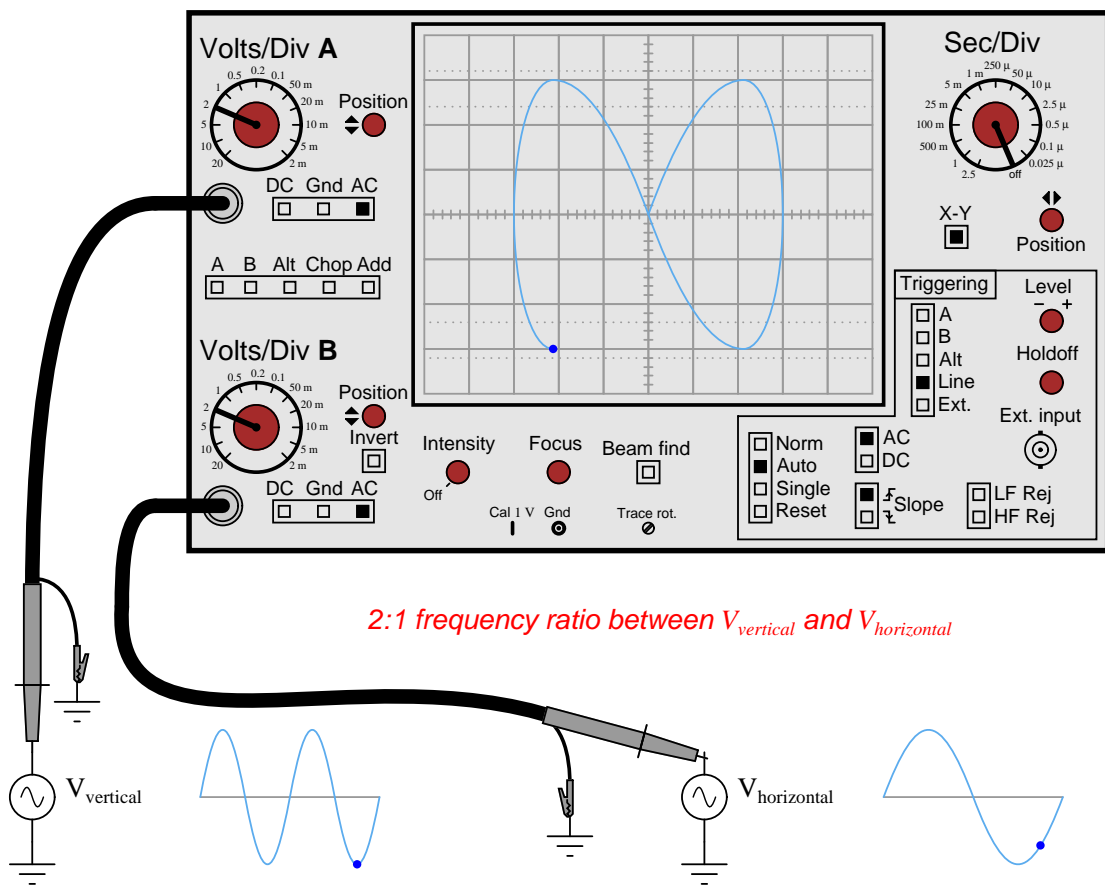 Volts/Div A
20 10 5 2 1 0.5 0.2 0.1 50 m 20 m 10 m 5 m 2 m
Position
DC Gnd AC
A B Alt Chop Add
Volts/Div B
20 10 5 2 1 0.5 0.2 0.1 50 m 20 m 10 m 5 m 2 m
Position
Invert
DC Gnd AC
Intensity
Off
Focus
Beam find
Cal 1 V Gnd
Trace rot.
Sec/Div
1 2.5 500 m 100 m 25 m 5 m 1 m 250 µ 50 µ 10 µ 2.5 µ 0.5 µ 0.1 µ 0.025 µ off
X-Y
Position
Triggering
A
B
Alt
Line
Ext.
Level
− +
Holdoff
Ext. input
Norm
Auto
Single
Reset
AC
DC
Slope
LF Rej
HF Rej
2:1 frequency ratio between Vvertical and Vhorizontal
Vvertical
Vhorizontal